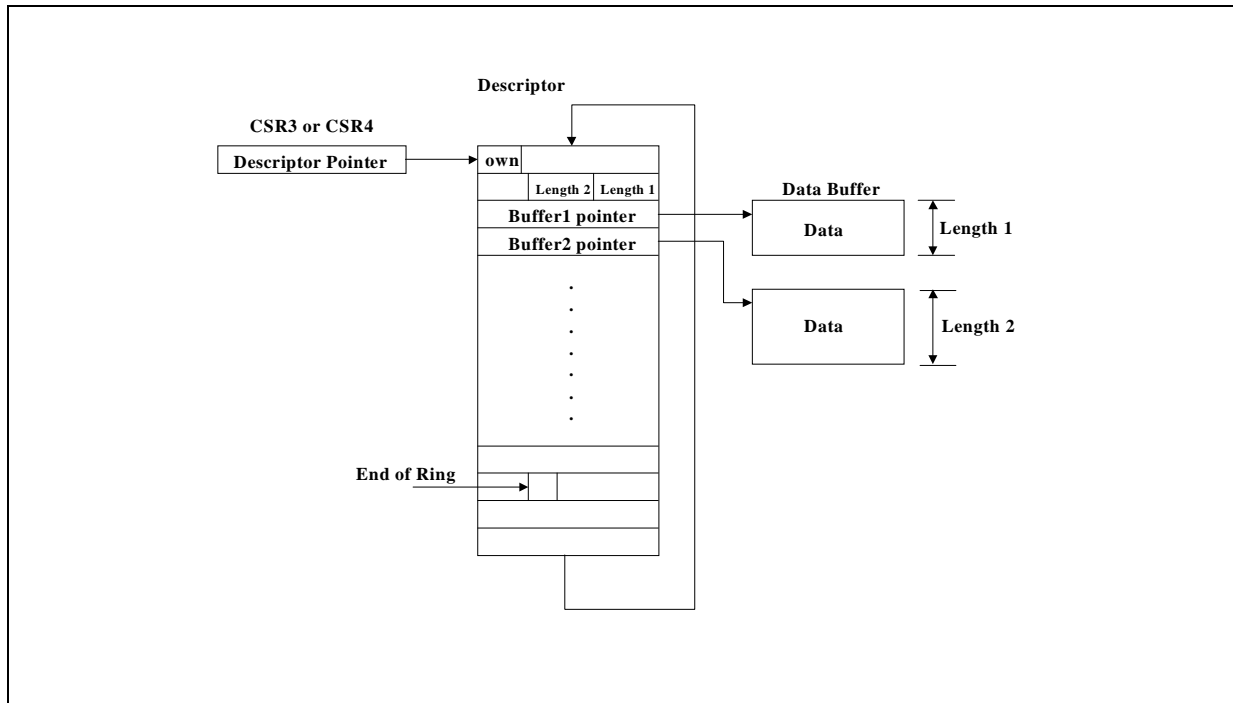 Descriptor
CSR3 or CSR4
Descriptor Pointer
own
Length 2
Length 1
Data Buffer
Buffer1 pointer
Data
Length 1
Buffer2 pointer
Data
Length 2
End of Ring